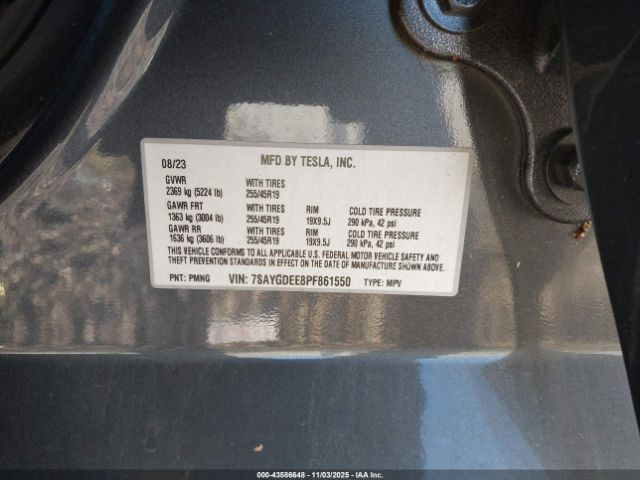 08/23 MFD BY TESLA, INC.
GVWR WITH TIRES
2369 kg (5224 lb) 255/45R19
GAWR FRT WITH TIRES RIM COLD TIRE PRESSURE
1363 kg (3004 lb) 255/45R19 19X9.5J 290 kPa, 42 psi
GAWR RR WITH TIRES RIM COLD TIRE PRESSURE
1636 kg (3606 lb) 255/45R19 19X9.5J 290 kPa, 42 psi
THIS VEHICLE CONFORMS TO ALL APPLICABLE U.S. FEDERAL MOTOR VEHICLE SAFETY AND
THEFT PREVENTION STANDARDS IN EFFECT ON THE DATE OF MANUFACTURE SHOWN ABOVE.
PNT: PMNG VIN: 7SAYGDEE8PF861550 TYPE: MPV
000-43586648 - 11/03/2025 - IAA Inc.